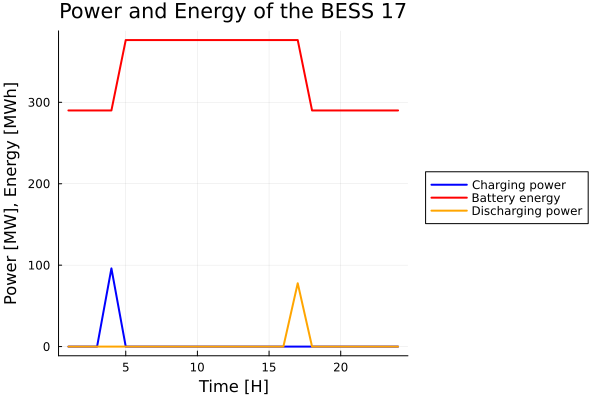 Power and Energy of the BESS 17
Power [MW], Energy [MWh]
300
200
100
0
5
10
15
20
Time [H]
Charging power
Battery energy
Discharging power